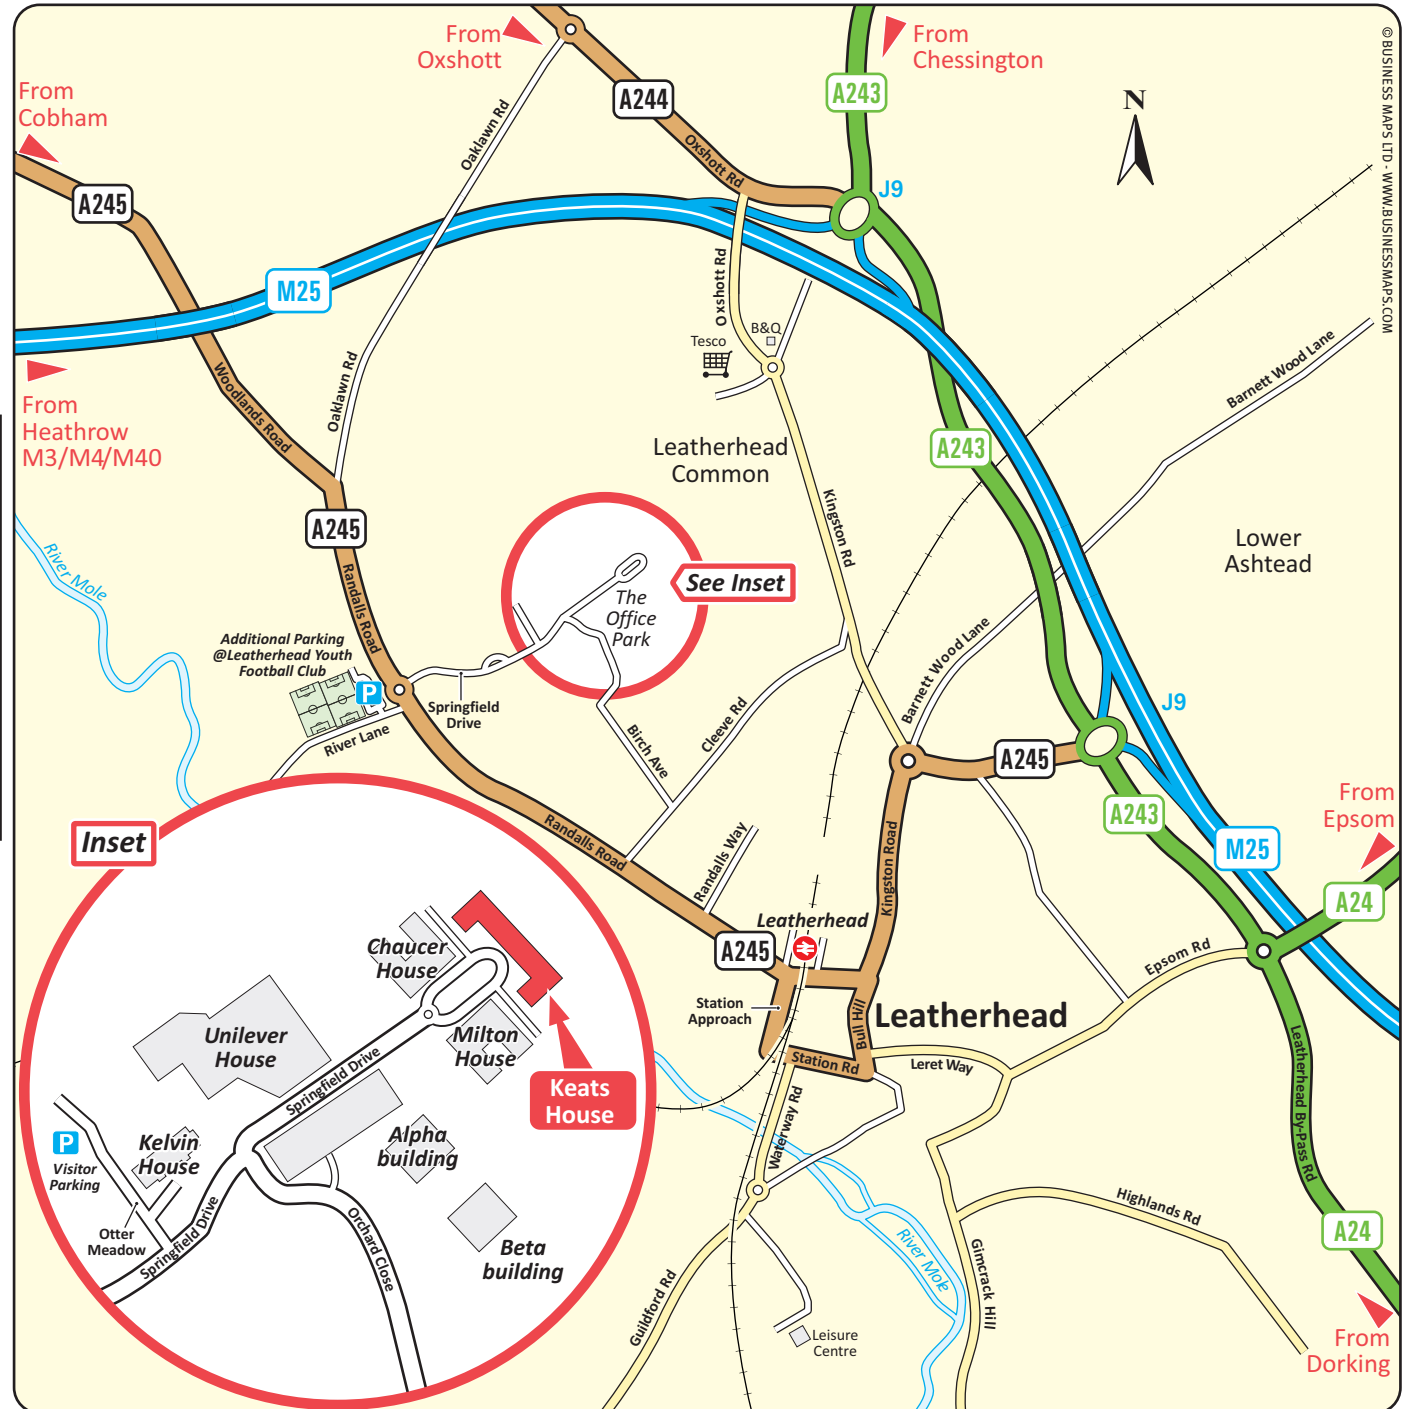 From
Oxshott
From
Chessington
From
Cobham
A244
A243
N
© BUSINESS MAPS LTD - WWW.BUSINESSMAPS.COM
Oaklawn Rd
Oxshott Rd
J9
A245
M25
Oxshott Rd
B&Q
Tesco
Barnett Wood Lane
From
Heathrow
M3/M4/M40
Woodlands Road
Oaklawn Rd
Leatherhead
Common
A243
Kingston Rd
A245
Lower
Ashtead
River Mole
Randalls Road
See Inset
The
Office
Park
Additional Parking
@Leatherhead Youth
Football Club
P
Springfield
Drive
River Lane
Birch Ave
Cleeve Rd
Barnett Wood Lane
J9
A245
A243
From
Epsom
M25
A24
Inset
Randalls Road
Randalls Way
Kingston Road
Leatherhead
A245
Epsom Rd
Station
Approach
Bull Hill
Leatherhead
Station Rd
Leret Way
Leatherhead By-Pass Rd
Chaucer
House
Unilever
House
Milton
House
Springfield Drive
Keats
House
P
Visitor
Parking
Kelvin
House
Alpha
building
Otter
Meadow
Springfield Drive
Orchard Close
Beta
building
Waterway Rd
River Mole
Highlands Rd
Gimcrack Hill
A24
Guildford Rd
Leisure
Centre
From
Dorking